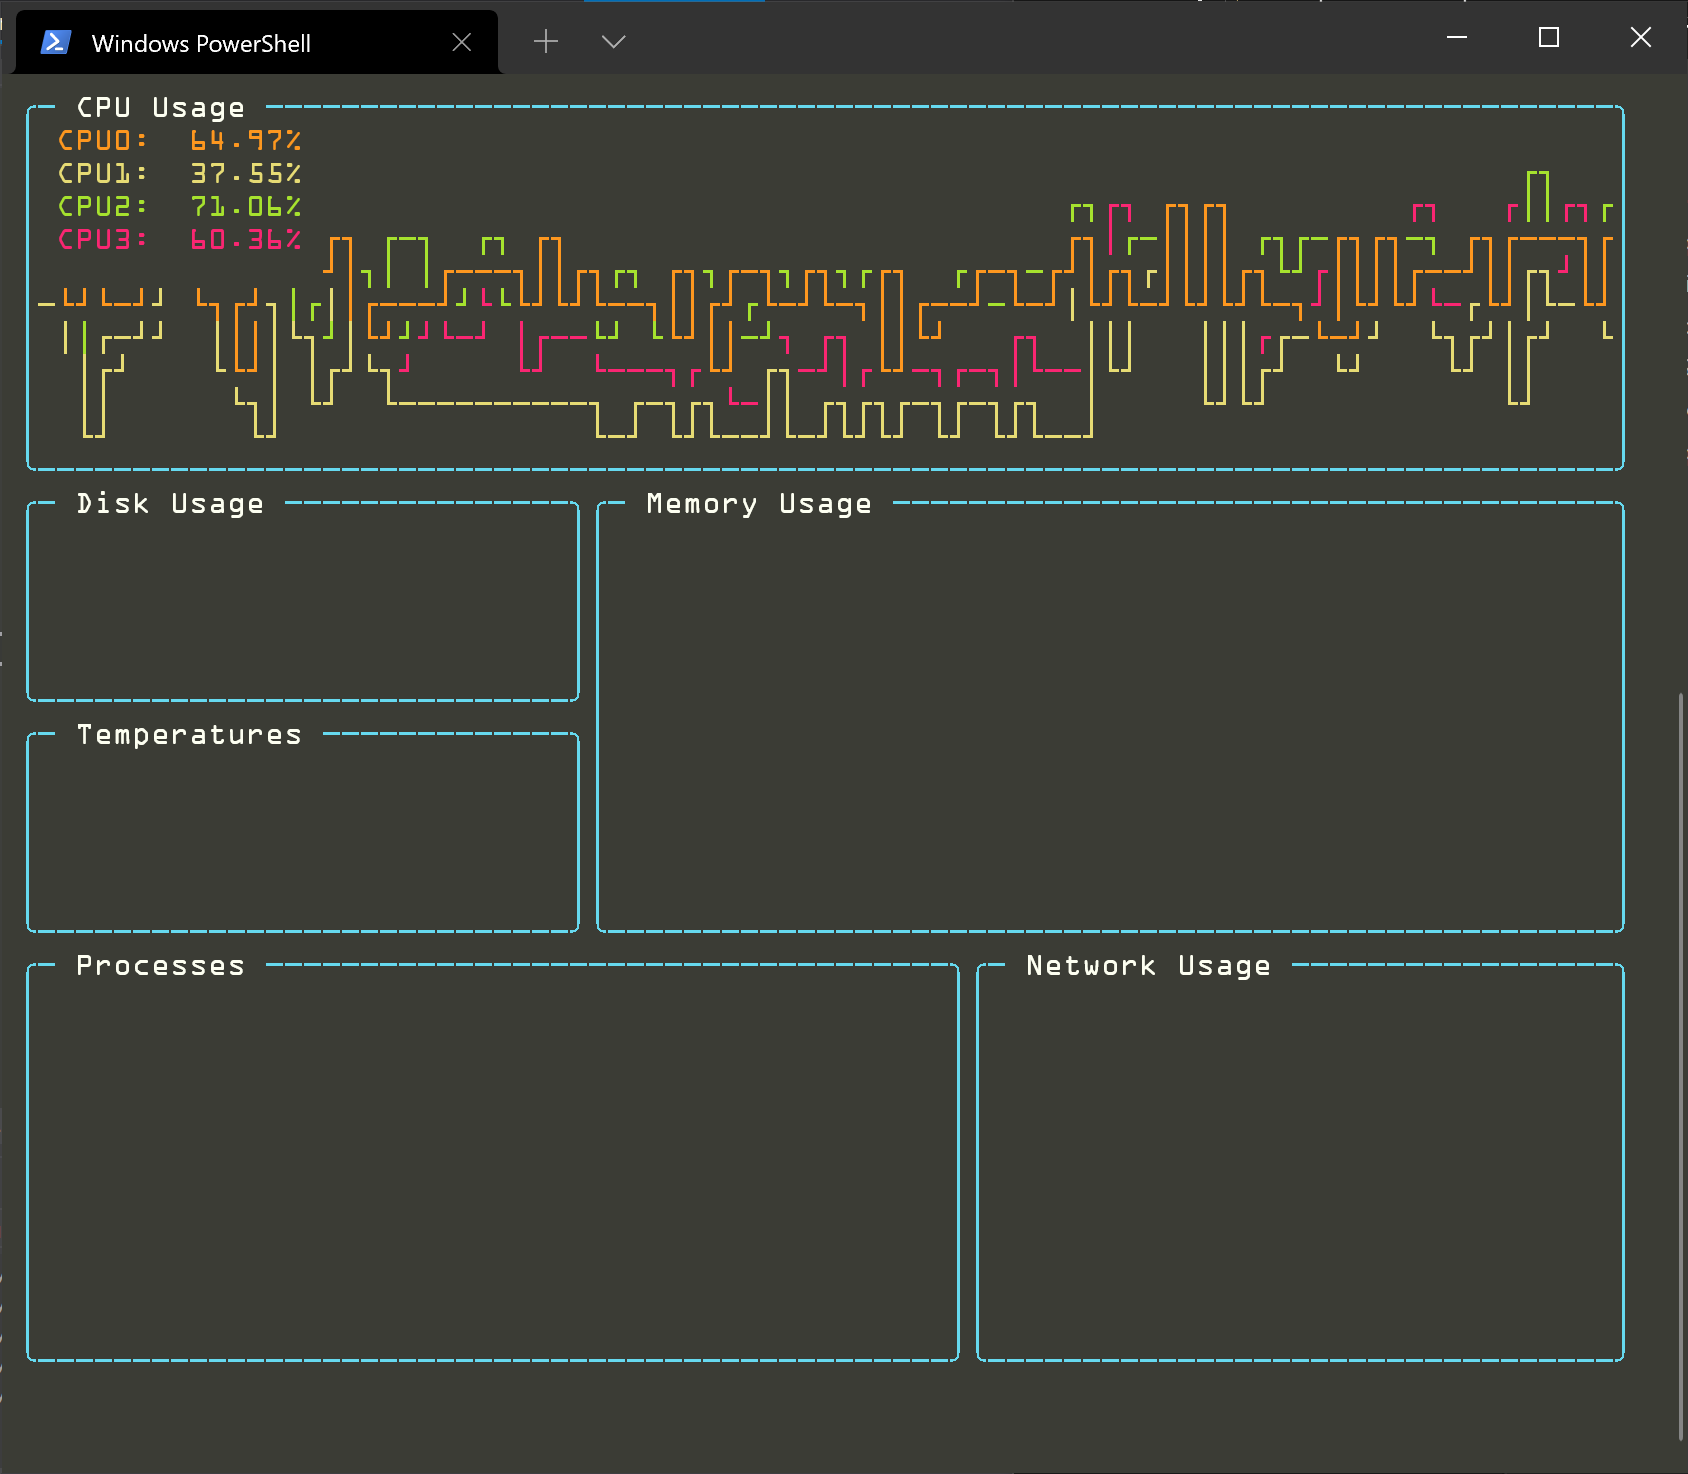 Windows PowerShell
CPU Usage
CPU0: 64.97%
CPU1: 37.55%
CPU2: 71.06%
CPU3: 60.36%
Disk Usage
Memory Usage
Temperatures
Processes
Network Usage